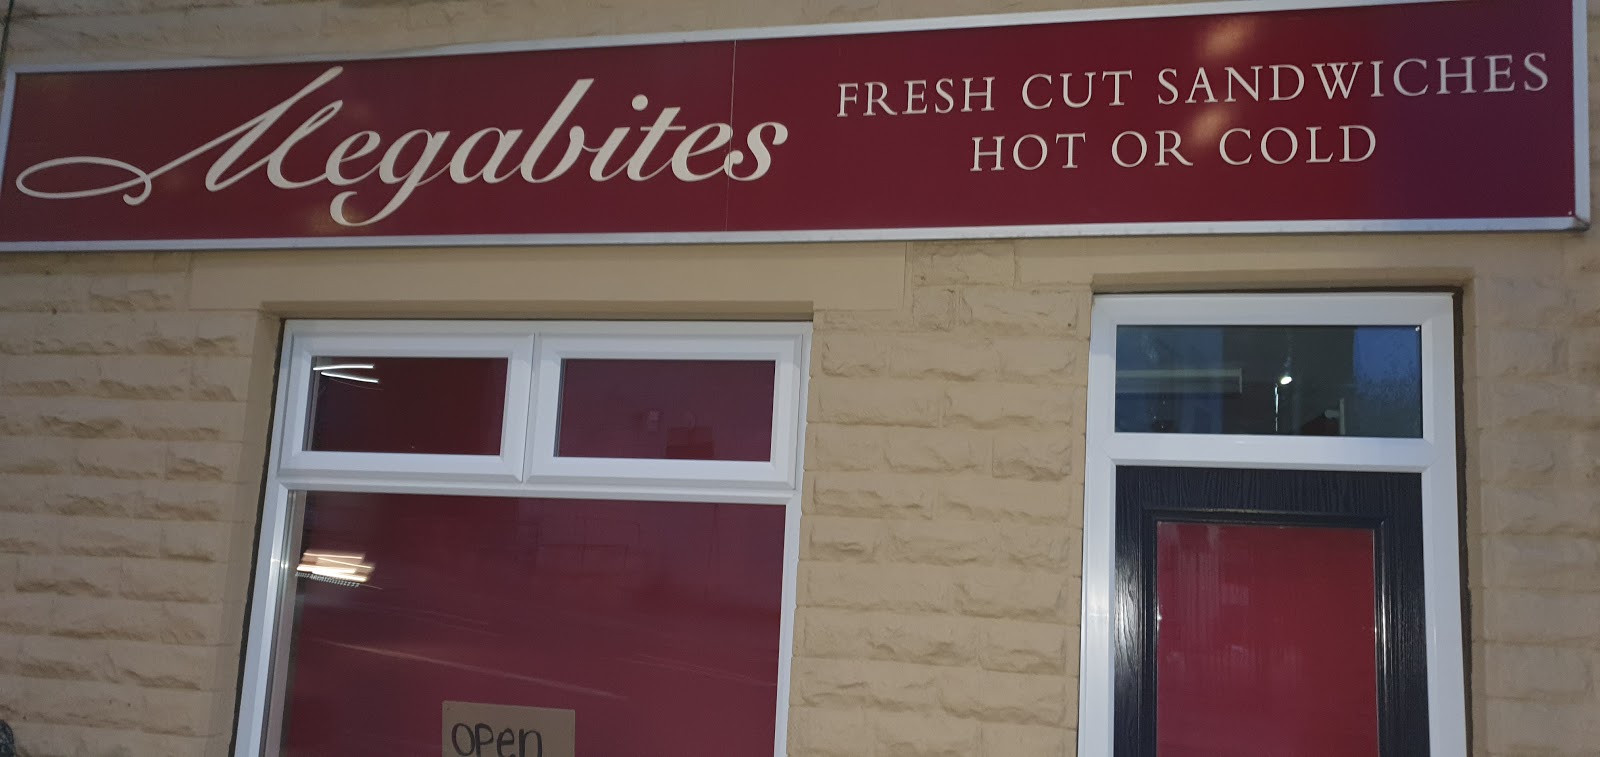 Megabites
FRESH CUT SANDWICHES
HOT OR COLD
open